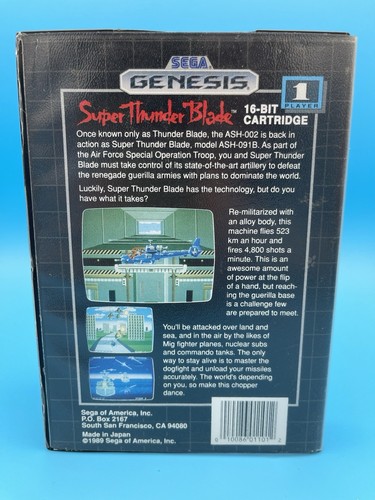 SEGA
GENESIS
1
PLAYER
Super Thunder Blade™ 16-BIT
CARTRIDGE
Once known only as Thunder Blade, the ASH-002 is back in
action as Super Thunder Blade, model ASH-091B. As part of
the Air Force Special Operation Troop, you and Super Thunder
Blade must take control of its state-of-the-art artillery to defeat
the renegade guerilla armies with plans to dominate the world.
Luckily, Super Thunder Blade has the technology, but do you
have what it takes?
Re-militarized with
an alloy body, this
machine flies 523
km an hour and
fires 4,800 shots a
minute. This is an
awesome amount
of power at the flip
of a hand, but reach-
ing the guerilla base
is a challenge few
are prepared to meet.
You'll be attacked over land and
sea, and in the air by the likes of
Mig fighter planes, nuclear subs
and commando tanks. The only
way to stay alive is to master the
dogfight and unload your missiles
accurately. The world's depending
on you, so make this chopper
dance.
Sega of America, Inc.
P.O. Box 2167
South San Francisco, CA 94080
Made in Japan
©1989 Sega of America, Inc.
0 10086 01101 2